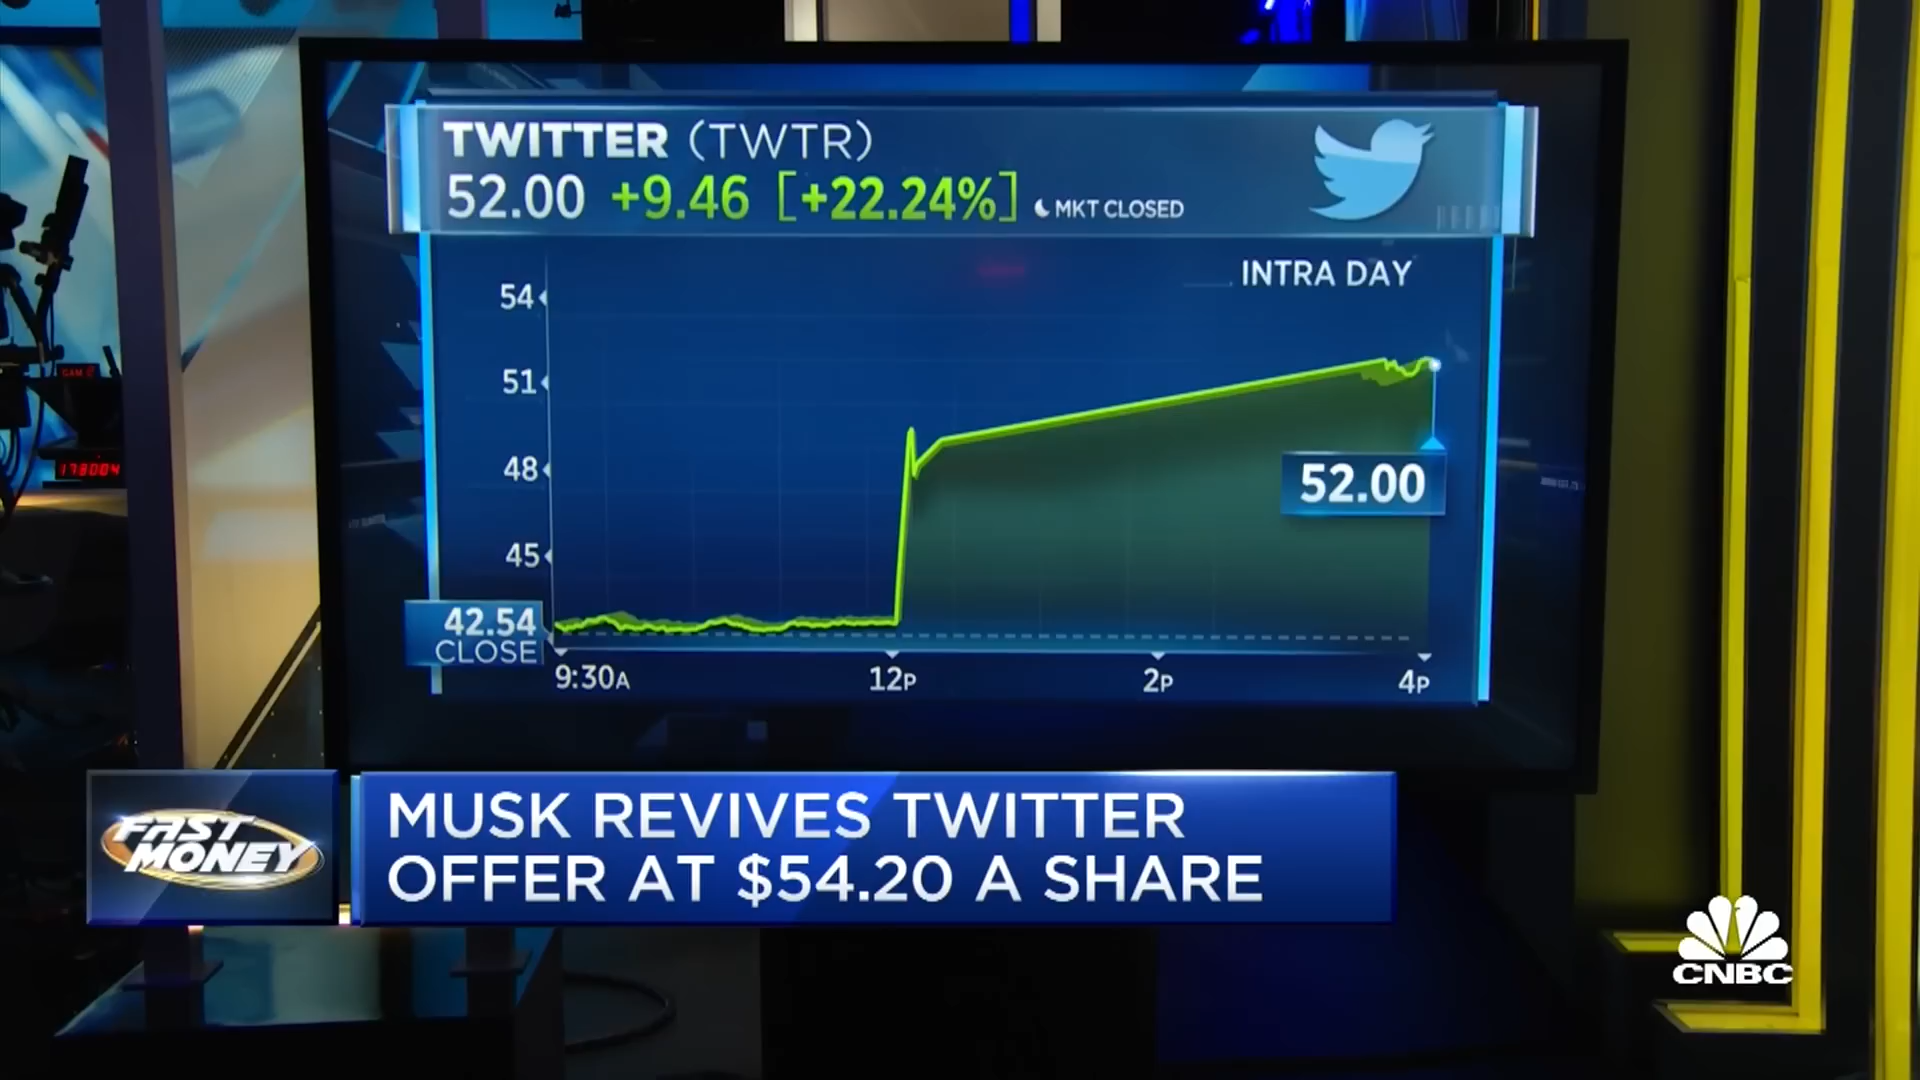 TWITTER (TWTR)
52.00 +9.46 [+22.24%] MKT CLOSED
INTRA DAY
54
51
48
45
52.00
42.54
CLOSE
9:30A
12P
2P
4P
178004
FAST
MONEY
MUSK REVIVES TWITTER
OFFER AT $54.20 A SHARE
CNBC